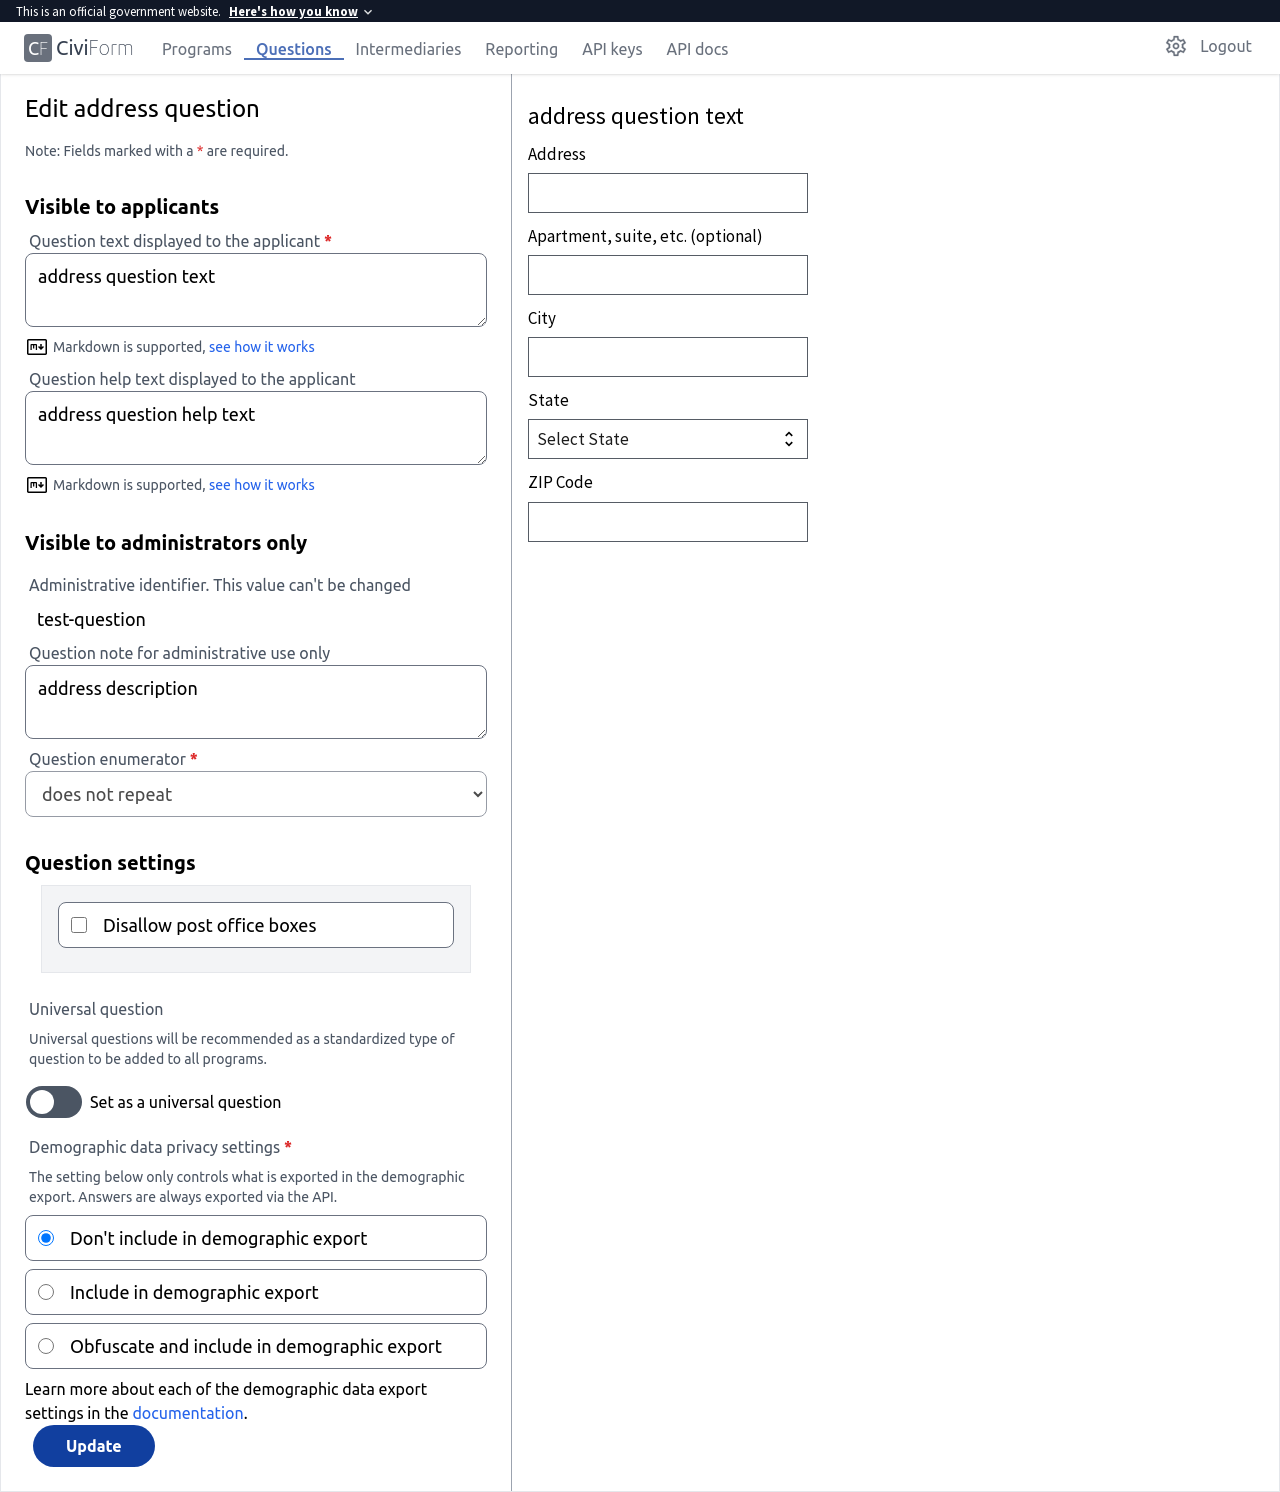 This is an official government website. Here's how you know
CF CiviForm Programs Questions Intermediaries Reporting API keys API docs Logout
Edit address question
Note: Fields marked with a * are required.
Visible to applicants
Question text displayed to the applicant *
address question text
Markdown is supported, see how it works
Question help text displayed to the applicant
address question help text
Markdown is supported, see how it works
Visible to administrators only
Administrative identifier. This value can't be changed
test-question
Question note for administrative use only
address description
Question enumerator *
does not repeat
Question settings
Disallow post office boxes
Universal question
Universal questions will be recommended as a standardized type of
question to be added to all programs.
Set as a universal question
Demographic data privacy settings *
The setting below only controls what is exported in the demographic
export. Answers are always exported via the API.
Don't include in demographic export
Include in demographic export
Obfuscate and include in demographic export
Learn more about each of the demographic data export
settings in the documentation.
Update
address question text
Address
Apartment, suite, etc. (optional)
City
State
Select State
ZIP Code